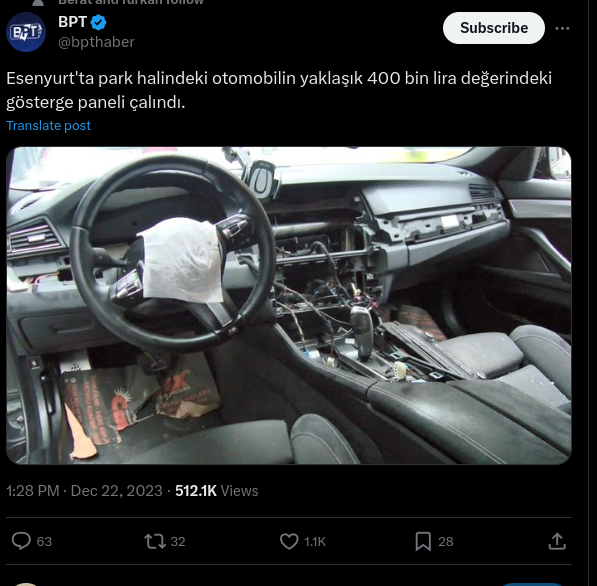 Berat and Furkan follow
BPT
@bpthaber
Subscribe
Esenyurt'ta park halindeki otomobilin yaklaşık 400 bin lira değerindeki
gösterge paneli çalındı.
Translate post
1:28 PM · Dec 22, 2023 · 512.1K Views
63
32
1.1K
28